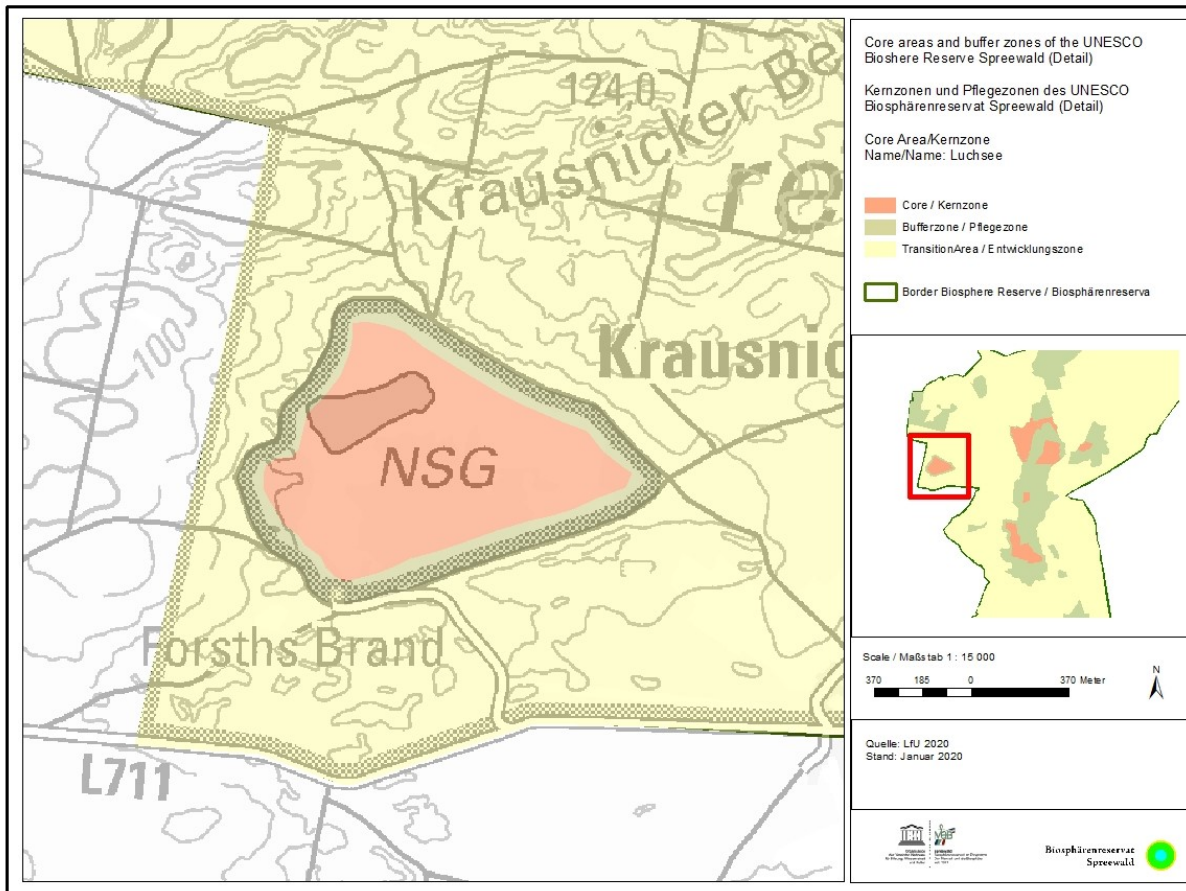 124,0
Krausnicker Be
re
Krausnic
100
NSG
Forsths Brand
L711
Core areas and buffer zones of the UNESCO
Bioshere Reserve Spreewald (Detail)
Kernzonen und Pflegezonen des UNESCO
Biosphärenreservat Spreewald (Detail)
Core Area/Kernzone
Name/Name: Luchsee
Core / Kernzone
Bufferzone / Pflegezone
TransitionArea / Entwicklungszone
Border Biosphere Reserve / Biosphärenreserva
Scale / Maßstab 1 : 15 000
370 185 0 370 Meter
N
Quelle: LfU 2020
Stand: Januar 2020
Biosphärenreservat
Spreewald